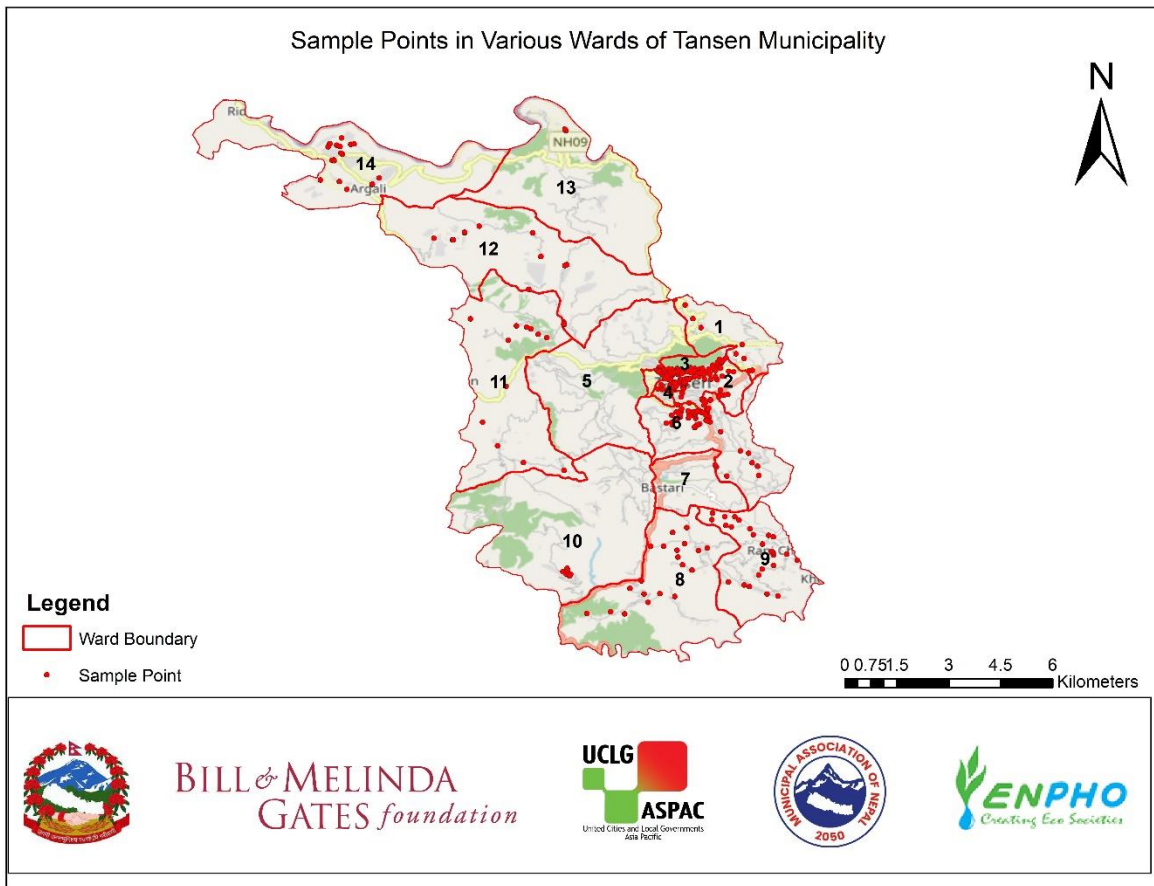 Sample Points in Various Wards of Tansen Municipality
N
Rid
NH09
14
Argali
13
12
1
3
5
2
11
4
6
7
Bastari
10
9
8
Legend
Ward Boundary
Sample Point
0 0.75 1.5 3 4.5 6
Kilometers
BILL & MELINDA
GATES foundation
UCLG
ASPAC
United Cities and Local Governments
Asia Pacific
MUNICIPAL ASSOCIATION OF NEPAL
2050
ENPHO
Creating Eco Societies